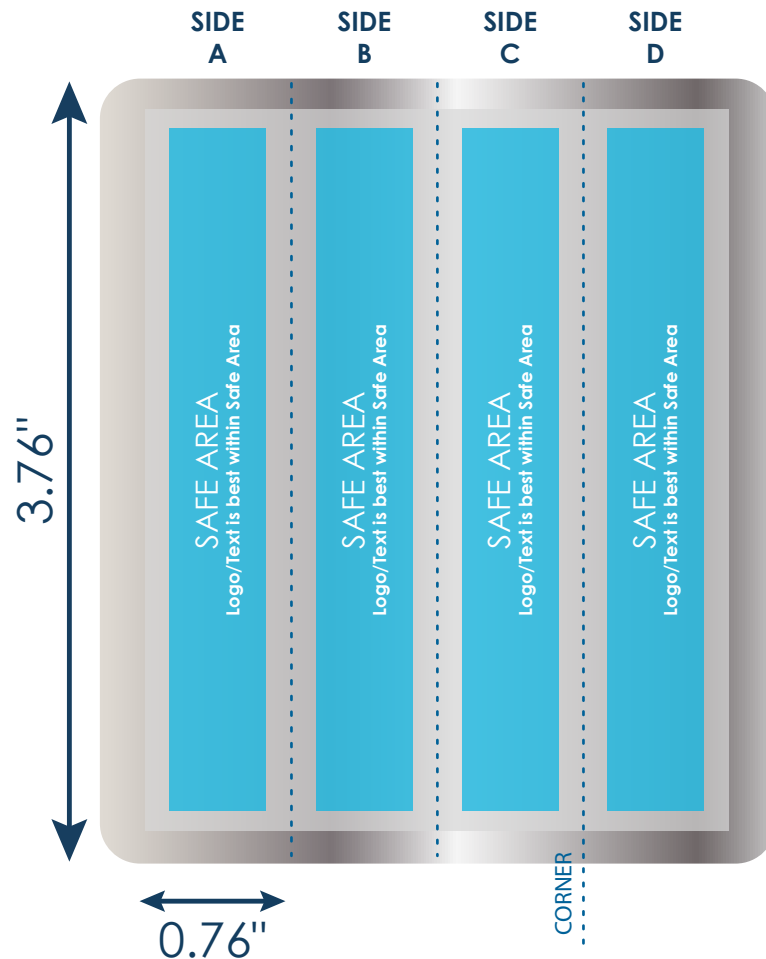 SIDE
A
SIDE
B
SIDE
C
SIDE
D
3.76"
SAFE AREA
Logo/Text is best within Safe Area
SAFE AREA
Logo/Text is best within Safe Area
SAFE AREA
Logo/Text is best within Safe Area
SAFE AREA
Logo/Text is best within Safe Area
CORNER
0.76"